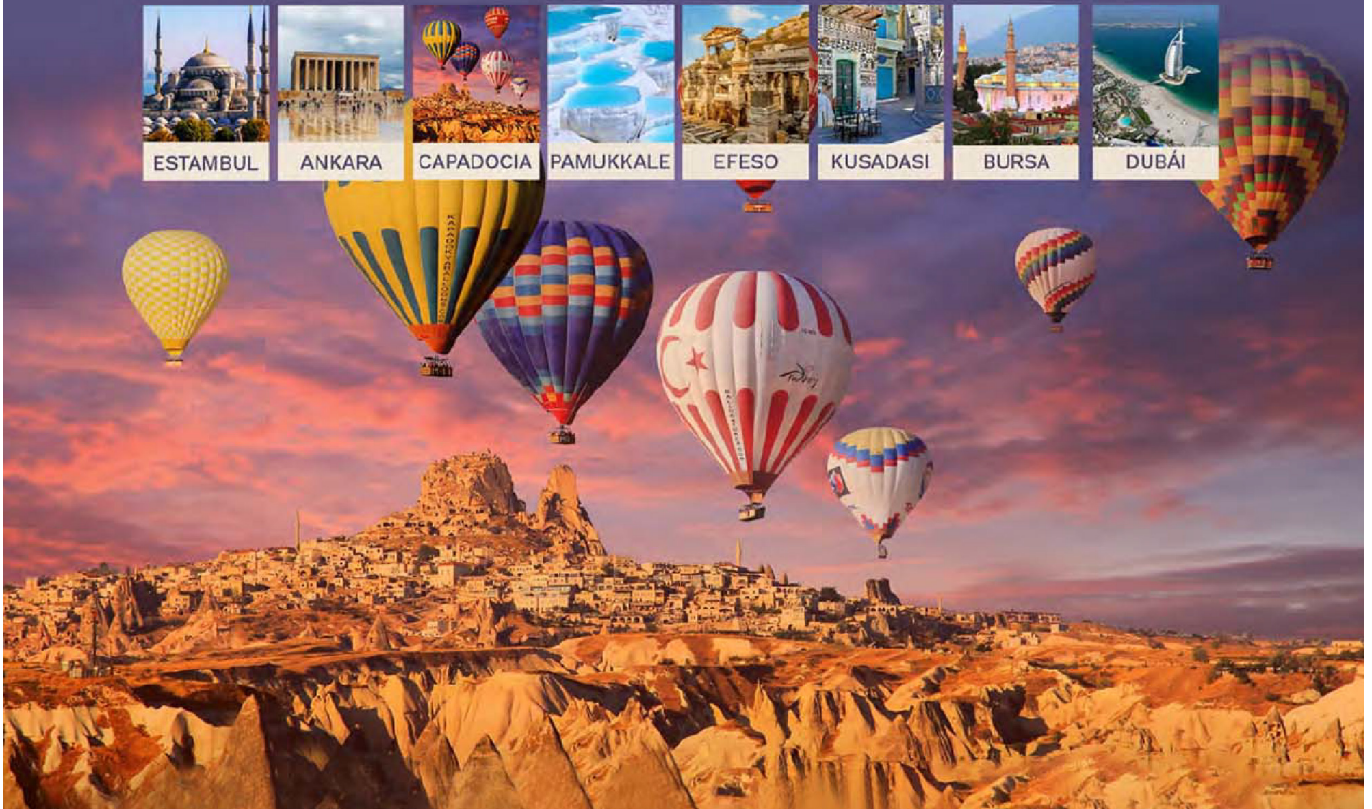 ESTAMBUL
ANKARA
CAPADOCIA
PAMUKKALE
EFESO
KUSADASI
BURSA
DUBÁI